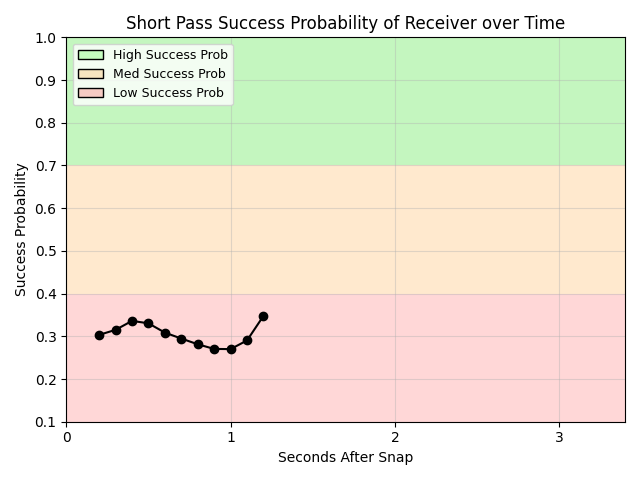 Short Pass Success Probability of Receiver over Time
1.0
High Success Prob
Med Success Prob
Low Success Prob
0.9
0.8
0.7
0.6
0.5
0.4
0.3
0.2
0.1
Success Probability
0 1 2 3
Seconds After Snap